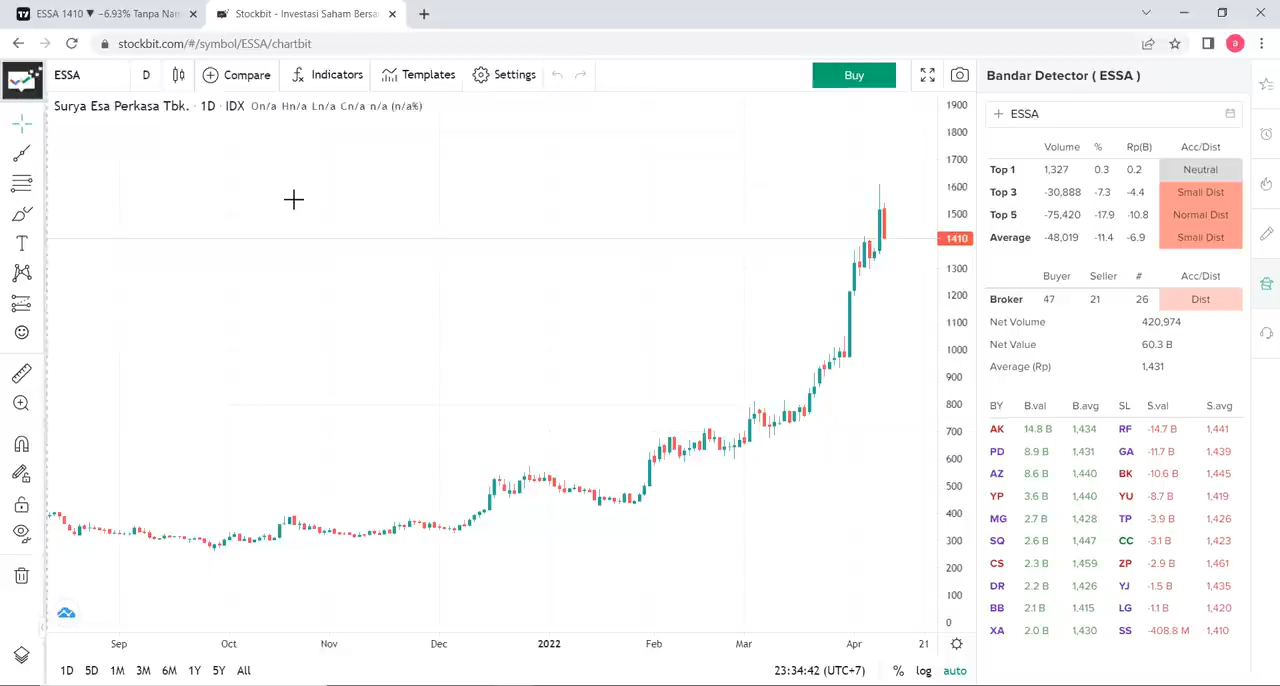 ESSA 1410 ▼ −6.93% Tanpa Nam
Stockbit - Investasi Saham Bersa
stockbit.com/#/symbol/ESSA/chartbit
a
ESSA D Compare Indicators Templates Settings Buy
Surya Esa Perkasa Tbk. · 1D · IDX On/a Hn/a Ln/a Cn/a n/a (n/a%)
1900
1800
1700
1600
1500
1410
1300
1200
1100
1000
900
800
700
600
500
400
300
200
100
0
Sep Oct Nov Dec 2022 Feb Mar Apr 21
1D 5D 1M 3M 6M 1Y 5Y All 23:34:42 (UTC+7) % log auto
Bandar Detector ( ESSA )
+ ESSA
Volume % Rp(B) Acc/Dist
Top 1 1,327 0.3 0.2 Neutral
Top 3 -30,888 -7.3 -4.4 Small Dist
Top 5 -75,420 -17.9 -10.8 Normal Dist
Average -48,019 -11.4 -6.9 Small Dist
Buyer Seller # Acc/Dist
Broker 47 21 26 Dist
Net Volume 420,974
Net Value 60.3 B
Average (Rp) 1,431
BY B.val B.avg SL S.val S.avg
AK 14.8 B 1,434 RF -14.7 B 1,441
PD 8.9 B 1,431 GA -11.7 B 1,439
AZ 8.6 B 1,440 BK -10.6 B 1,445
YP 3.6 B 1,440 YU -8.7 B 1,419
MG 2.7 B 1,428 TP -3.9 B 1,426
SQ 2.6 B 1,447 CC -3.1 B 1,423
CS 2.3 B 1,459 ZP -2.9 B 1,461
DR 2.2 B 1,426 YJ -1.5 B 1,435
BB 2.1 B 1,415 LG -1.1 B 1,420
XA 2.0 B 1,430 SS -408.8 M 1,410